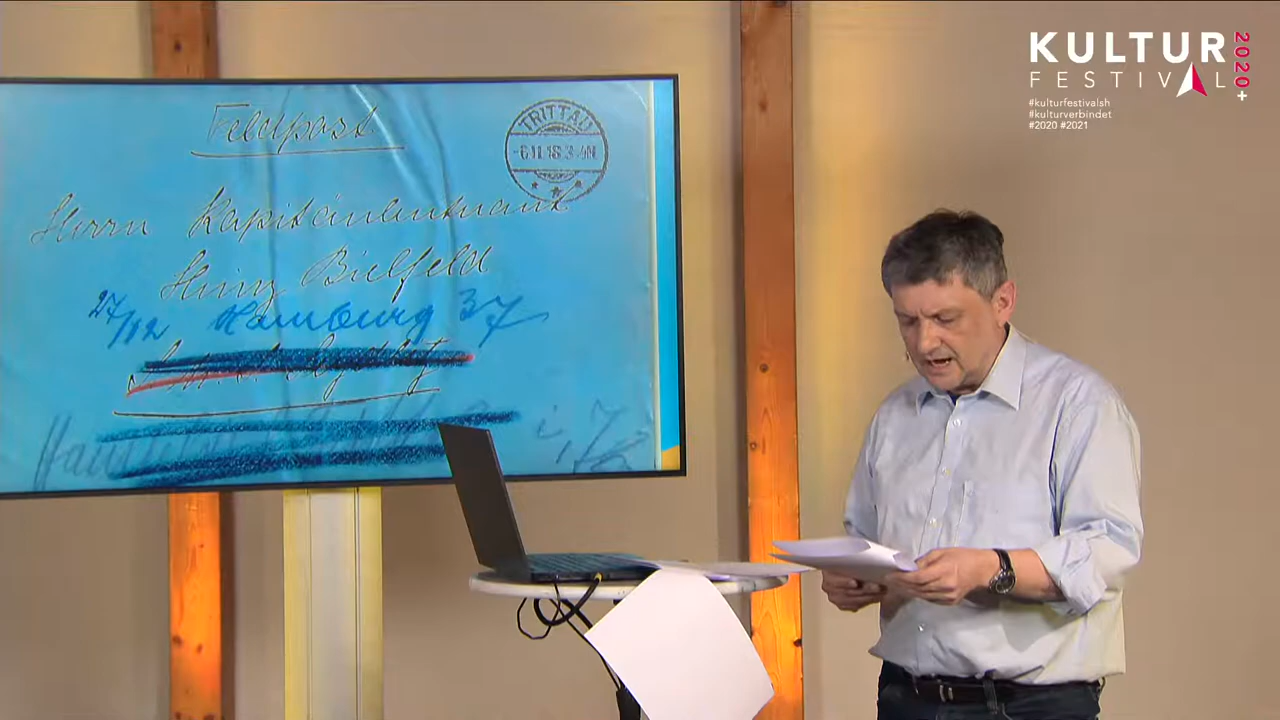 KULTUR
FESTIVAL
2020+
#kulturfestivalsh
#kulturverbindet
#2020 #2021
Feldpost
TRITTAU
-6.11.18.3-4N
Herrn Kapitänleutnant
Heinz Bielfeld
27/12 Hamburg 37